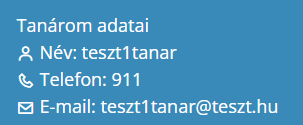 Tanárom adatai
Név: teszt1tanar
Telefon: 911
E-mail: teszt1tanar@teszt.hu